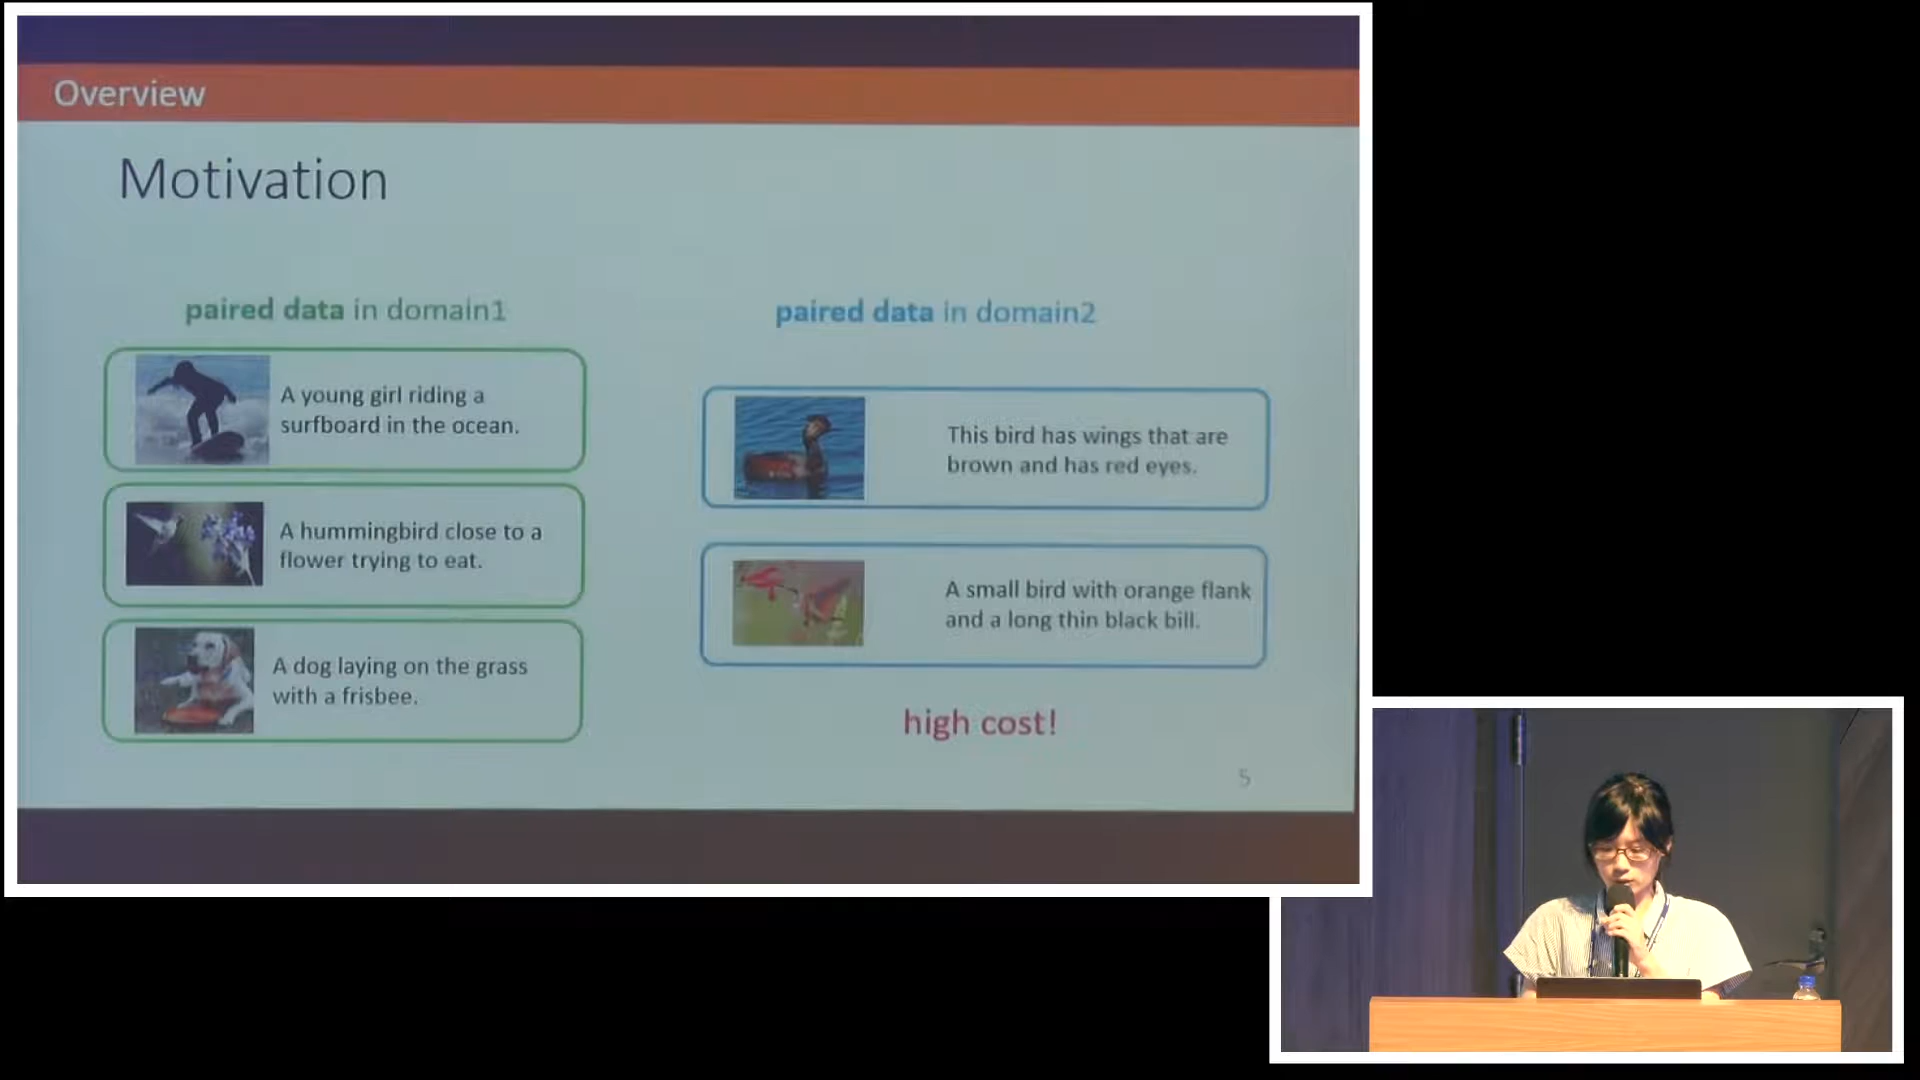 Overview
Motivation
paired data in domain1
A young girl riding a
surfboard in the ocean.
A hummingbird close to a
flower trying to eat.
A dog laying on the grass
with a frisbee.
paired data in domain2
This bird has wings that are
brown and has red eyes.
A small bird with orange flank
and a long thin black bill.
high cost!
5